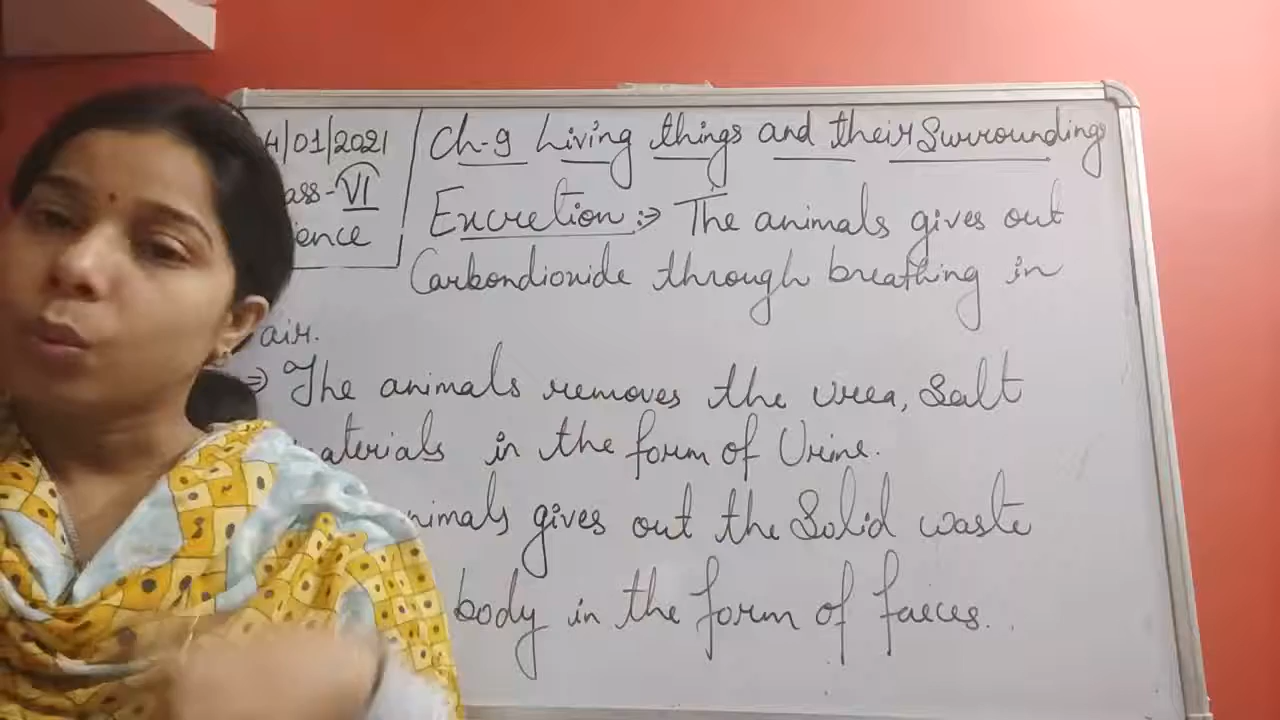 4/01/2021
ass - VI
ience
Ch-9 Living things and their Surroundings
Excretion :⇒ The animals gives out
Carbondioxide through breathing in
air.
⇒ The animals removes the urea, Salt
materials in the form of Urine.
nimals gives out the Solid waste
body in the form of faeces.